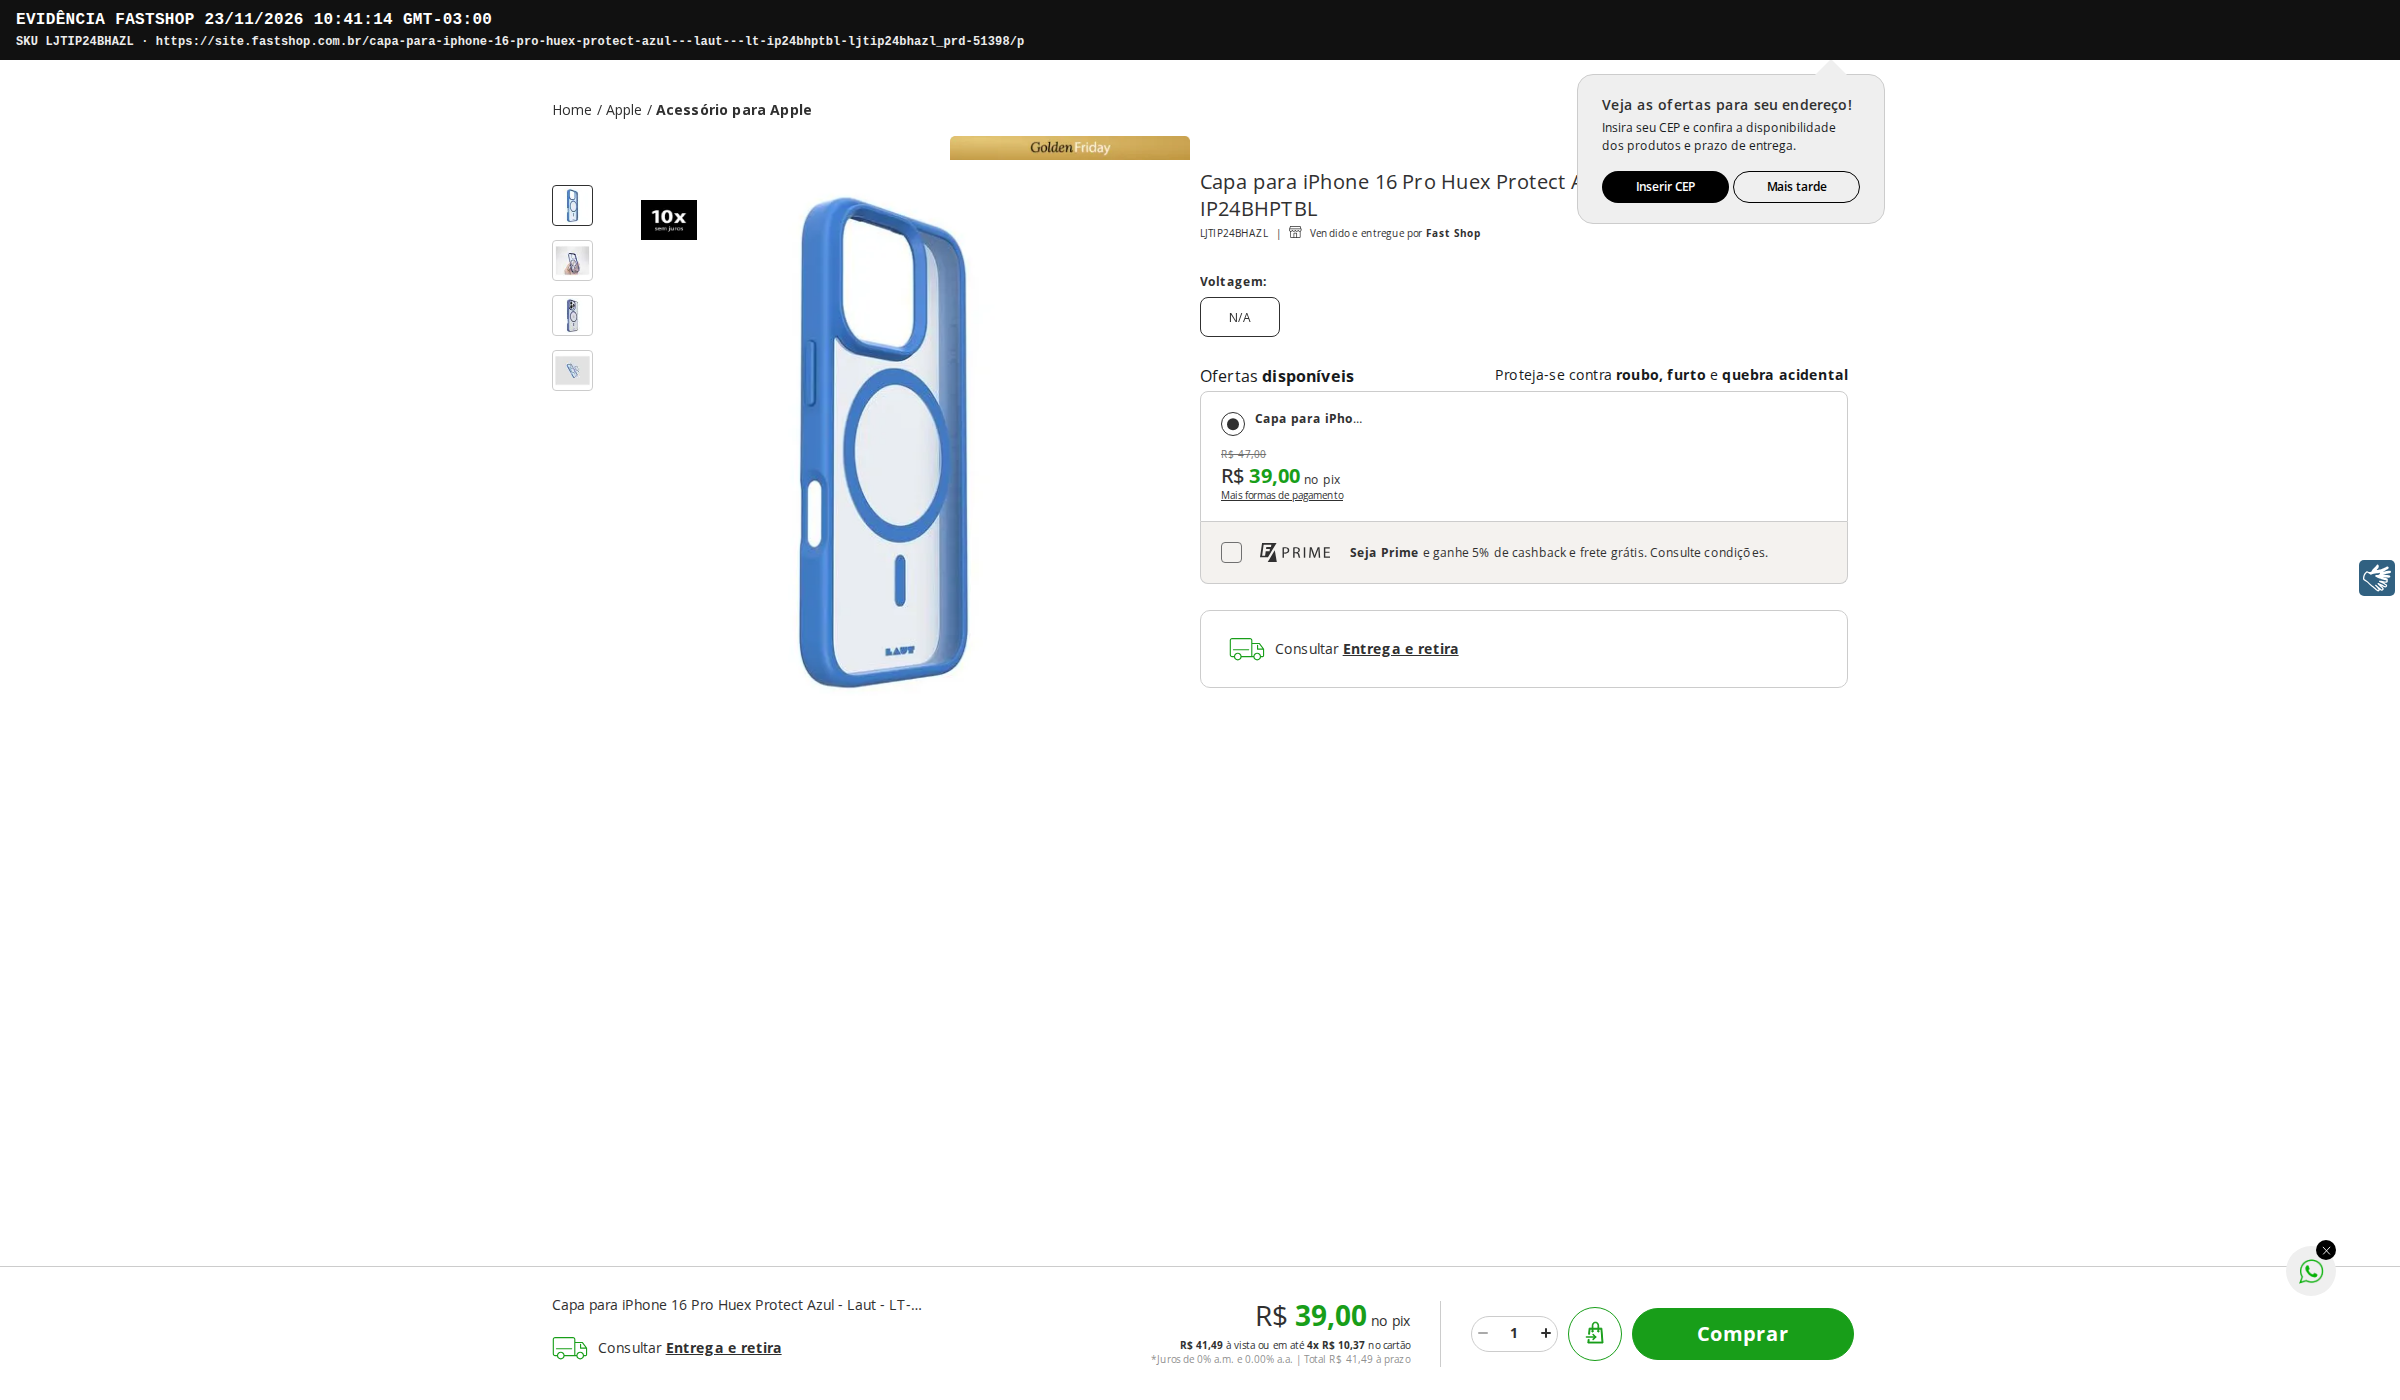 EVIDÊNCIA FASTSHOP 23/11/2026 10:41:14 GMT-03:00
SKU LJTIP24BHAZL · https://site.fastshop.com.br/capa-para-iphone-16-pro-huex-protect-azul---laut---lt-ip24bhptbl-ljtip24bhazl_prd-51398/p
Home / Apple / Acessório para Apple
Veja as ofertas para seu endereço!
Insira seu CEP e confira a disponibilidade
dos produtos e prazo de entrega.
Inserir CEP
Mais tarde
Golden Friday
10x
sem juros
LAUT
Capa para iPhone 16 Pro Huex Protect
IP24BHPTBL
LJTIP24BHAZL | Vendido e entregue por Fast Shop
Voltagem:
N/A
Ofertas disponíveis
Proteja-se contra roubo, furto e quebra acidental
Capa para iPho...
R$ 47,00
R$ 39,00 no pix
Mais formas de pagamento
PRIME Seja Prime e ganhe 5% de cashback e frete grátis. Consulte condições.
Consultar Entrega e retira
Capa para iPhone 16 Pro Huex Protect Azul - Laut - LT-...
Consultar Entrega e retira
R$ 39,00 no pix
R$ 41,49 à vista ou em até 4x R$ 10,37 no cartão
*Juros de 0% a.m. e 0.00% a.a. | Total R$ 41,49 à prazo
1
Comprar